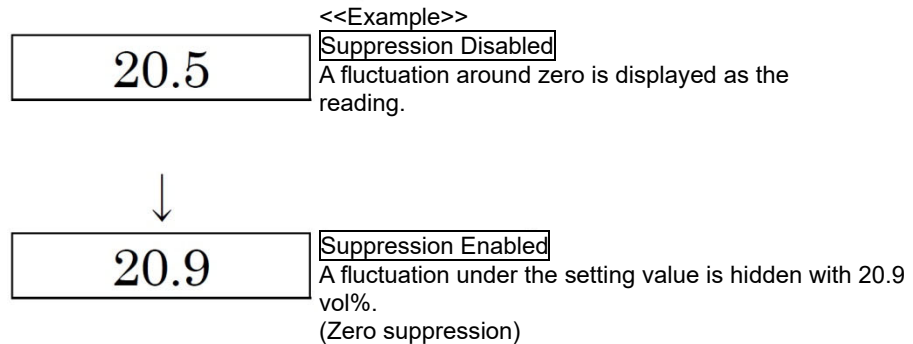 <<Example>>
Suppression Disabled
20.5
A fluctuation around zero is displayed as the
reading.
↓
Suppression Enabled
20.9
A fluctuation under the setting value is hidden with 20.9
vol%.
(Zero suppression)